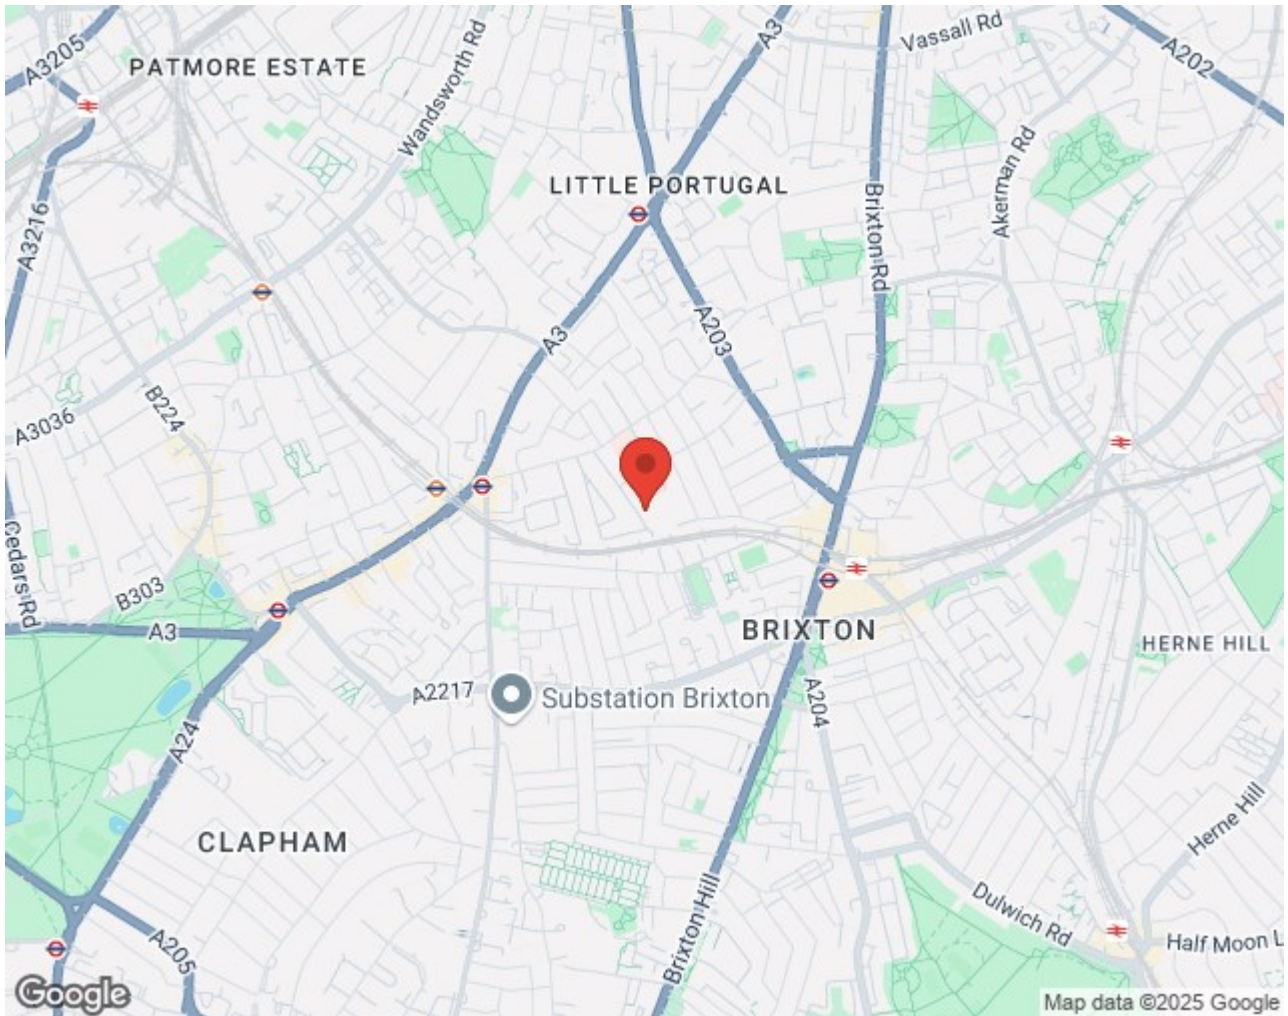 A3205
PATMORE ESTATE
Wandsworth Rd
A3
Vassall Rd
A202
LITTLE PORTUGAL
Brixton Rd
Akerman Rd
A3216
A203
A3
B224
A3036
Cedars Rd
B303
A3
BRIXTON
HERNE HILL
A2217
Substation Brixton
A204
A24
CLAPHAM
Herne Hill
Brixton Hill
Dulwich Rd
A205
Half Moon L
Google
Map data ©2025 Google